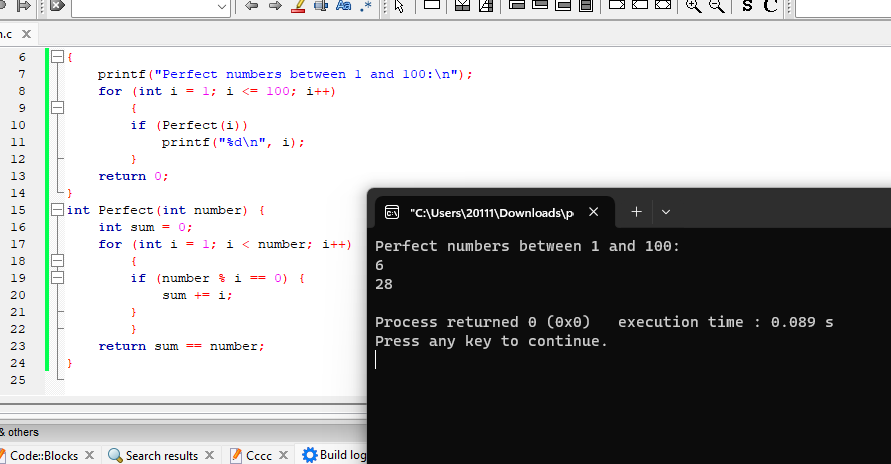 .c X
6 {
7 printf("Perfect numbers between 1 and 100:\n");
8 for (int i = 1; i <= 100; i++)
9 {
10 if (Perfect(i))
11 printf("%d\n", i);
12 }
13 return 0;
14 }
15 int Perfect(int number) {
16 int sum = 0;
17 for (int i = 1; i < number; i++)
18 {
19 if (number % i == 0) {
20 sum += i;
21 }
22 }
23 return sum == number;
24 }
25
"C:\Users\20111\Downloads\p
Perfect numbers between 1 and 100:
6
28
Process returned 0 (0x0) execution time : 0.089 s
Press any key to continue.
& others
Code::Blocks X Search results X Cccc X Build log